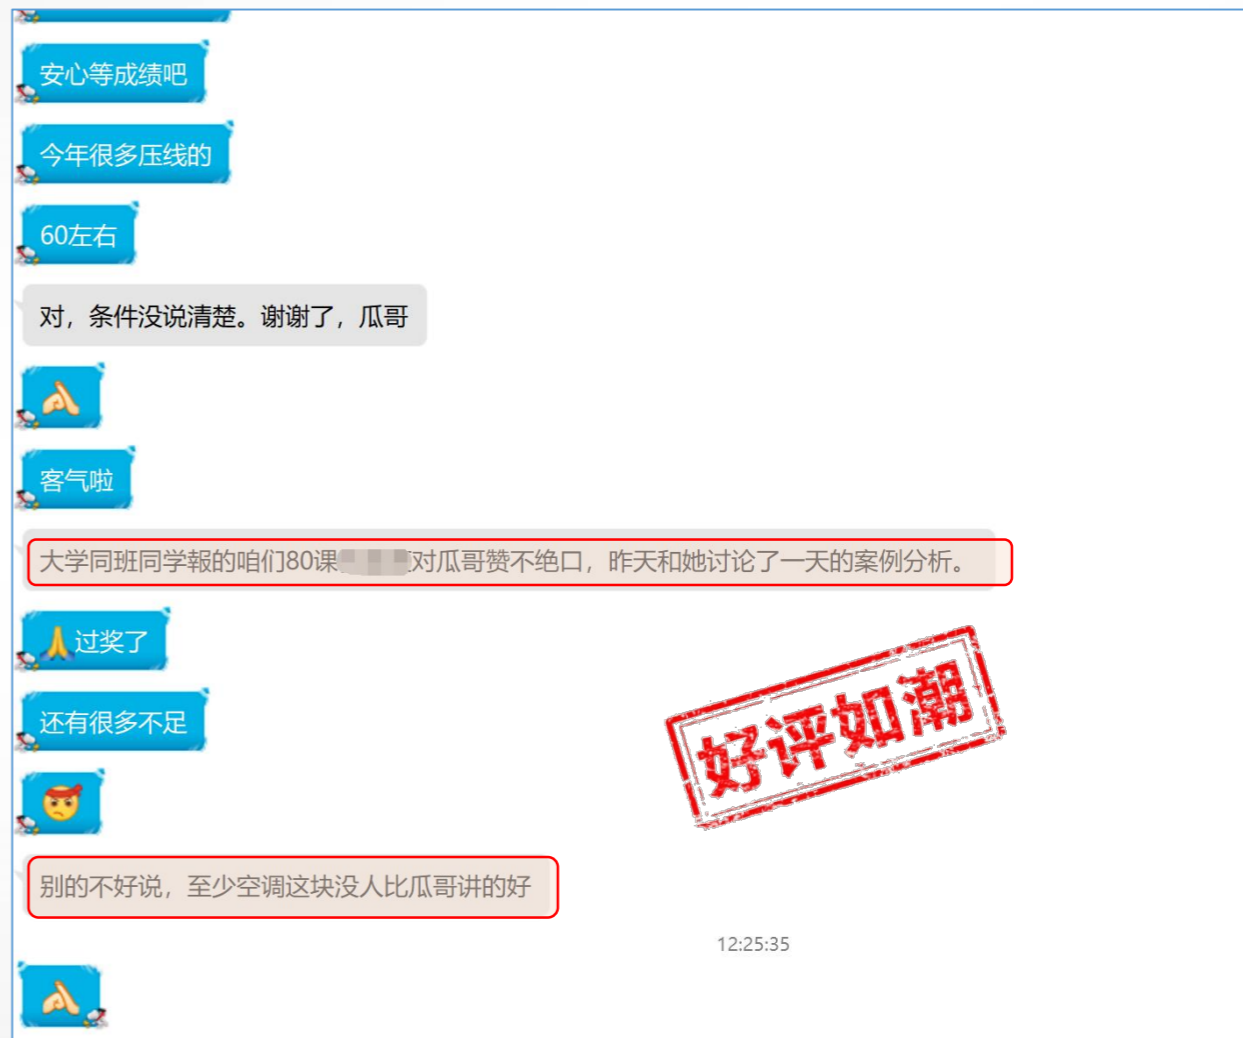 安心等成绩吧
今年很多压线的
60左右
对，条件没说清楚。谢谢了，瓜哥
客气啦
大学同班同学報的咱们80课对瓜哥赞不绝口，昨天和她讨论了一天的案例分析。
过奖了
还有很多不足
好评如潮
别的不好说，至少空调这块没人比瓜哥讲的好
12:25:35